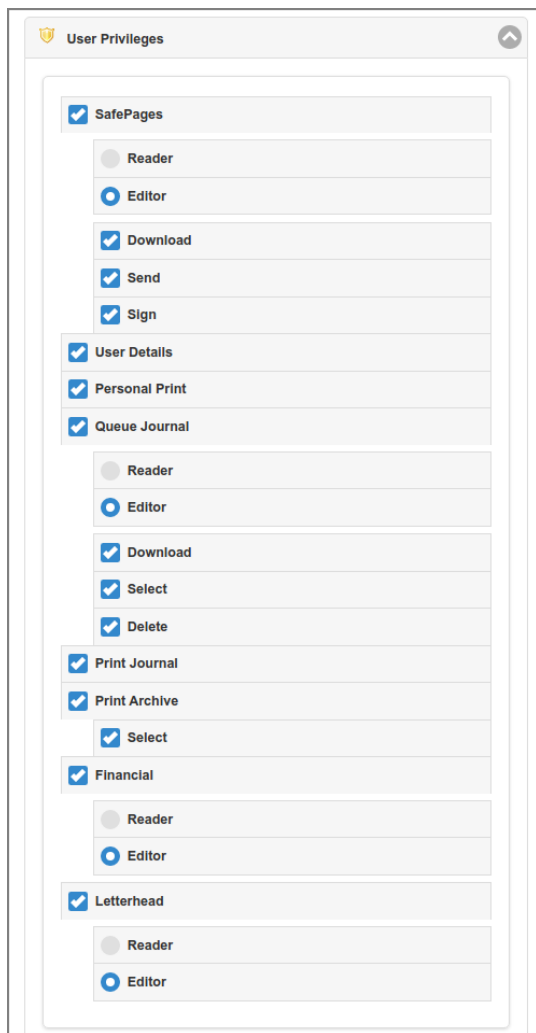 User Privileges
SafePages
Reader
Editor
Download
Send
Sign
User Details
Personal Print
Queue Journal
Reader
Editor
Download
Select
Delete
Print Journal
Print Archive
Select
Financial
Reader
Editor
Letterhead
Reader
Editor